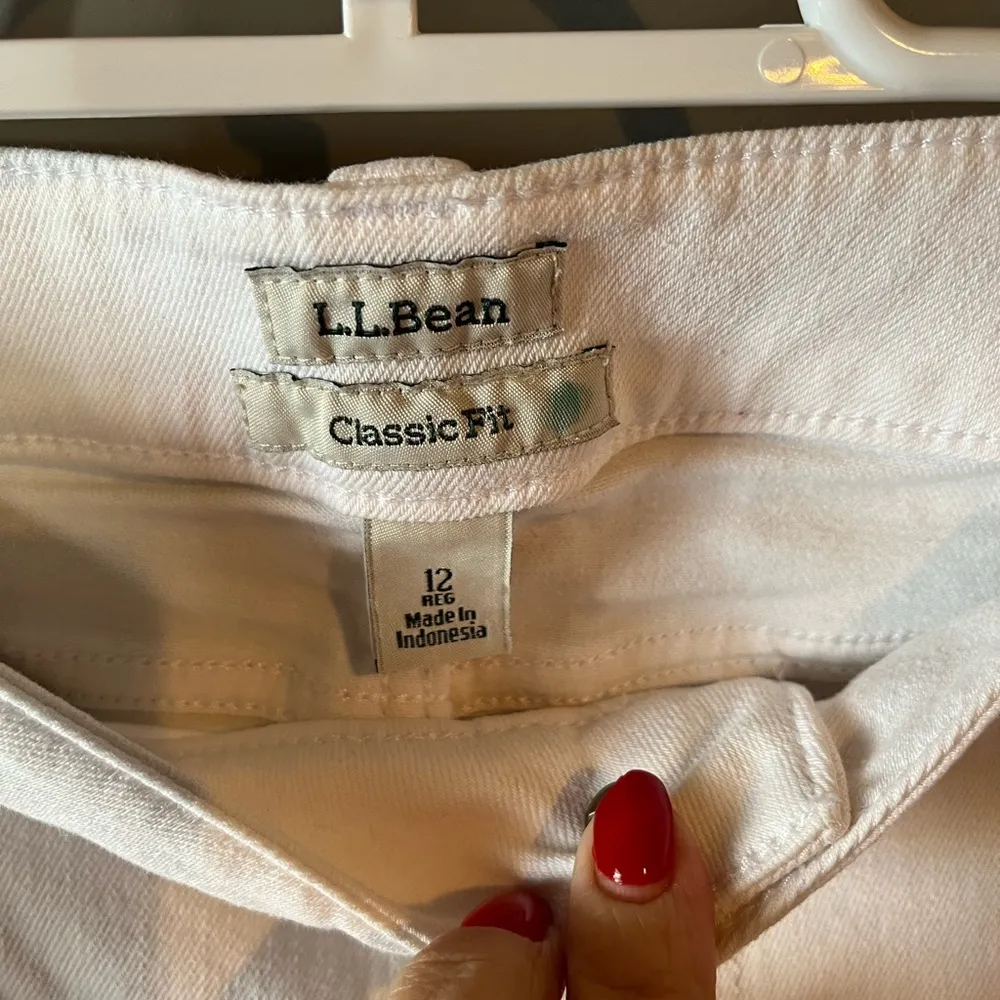 L.L.Bean
Classic Fit
12
REG
Made In
Indonesia